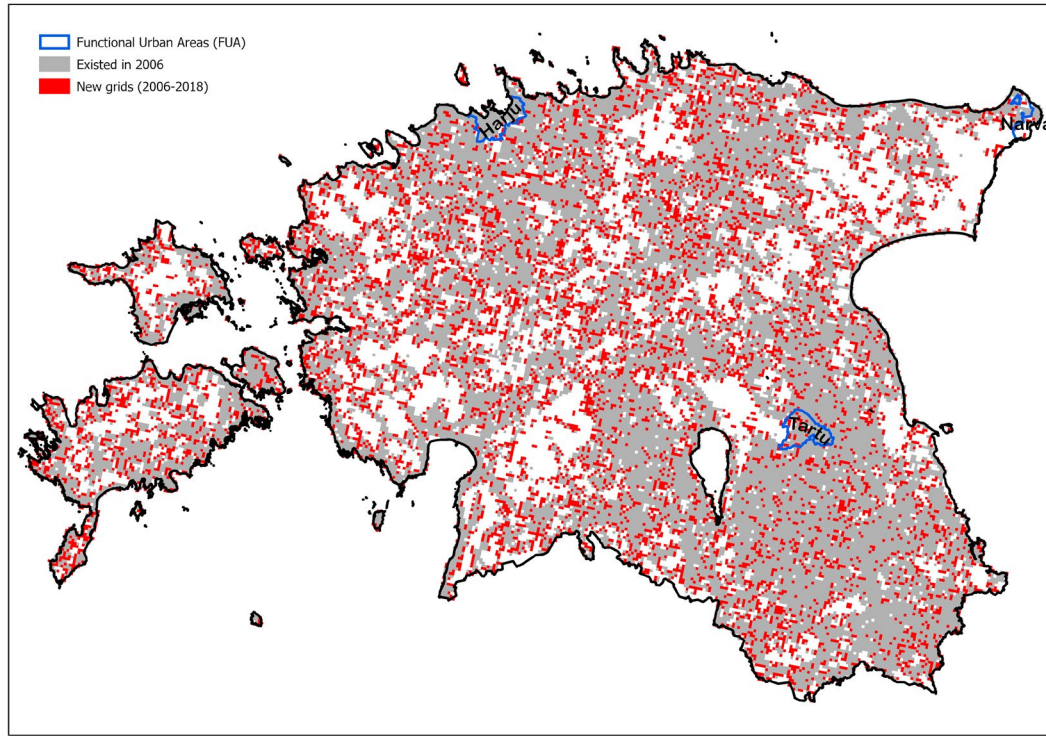 Functional Urban Areas (FUA)
Existed in 2006
New grids (2006-2018)
Harju
Narva
Tartu